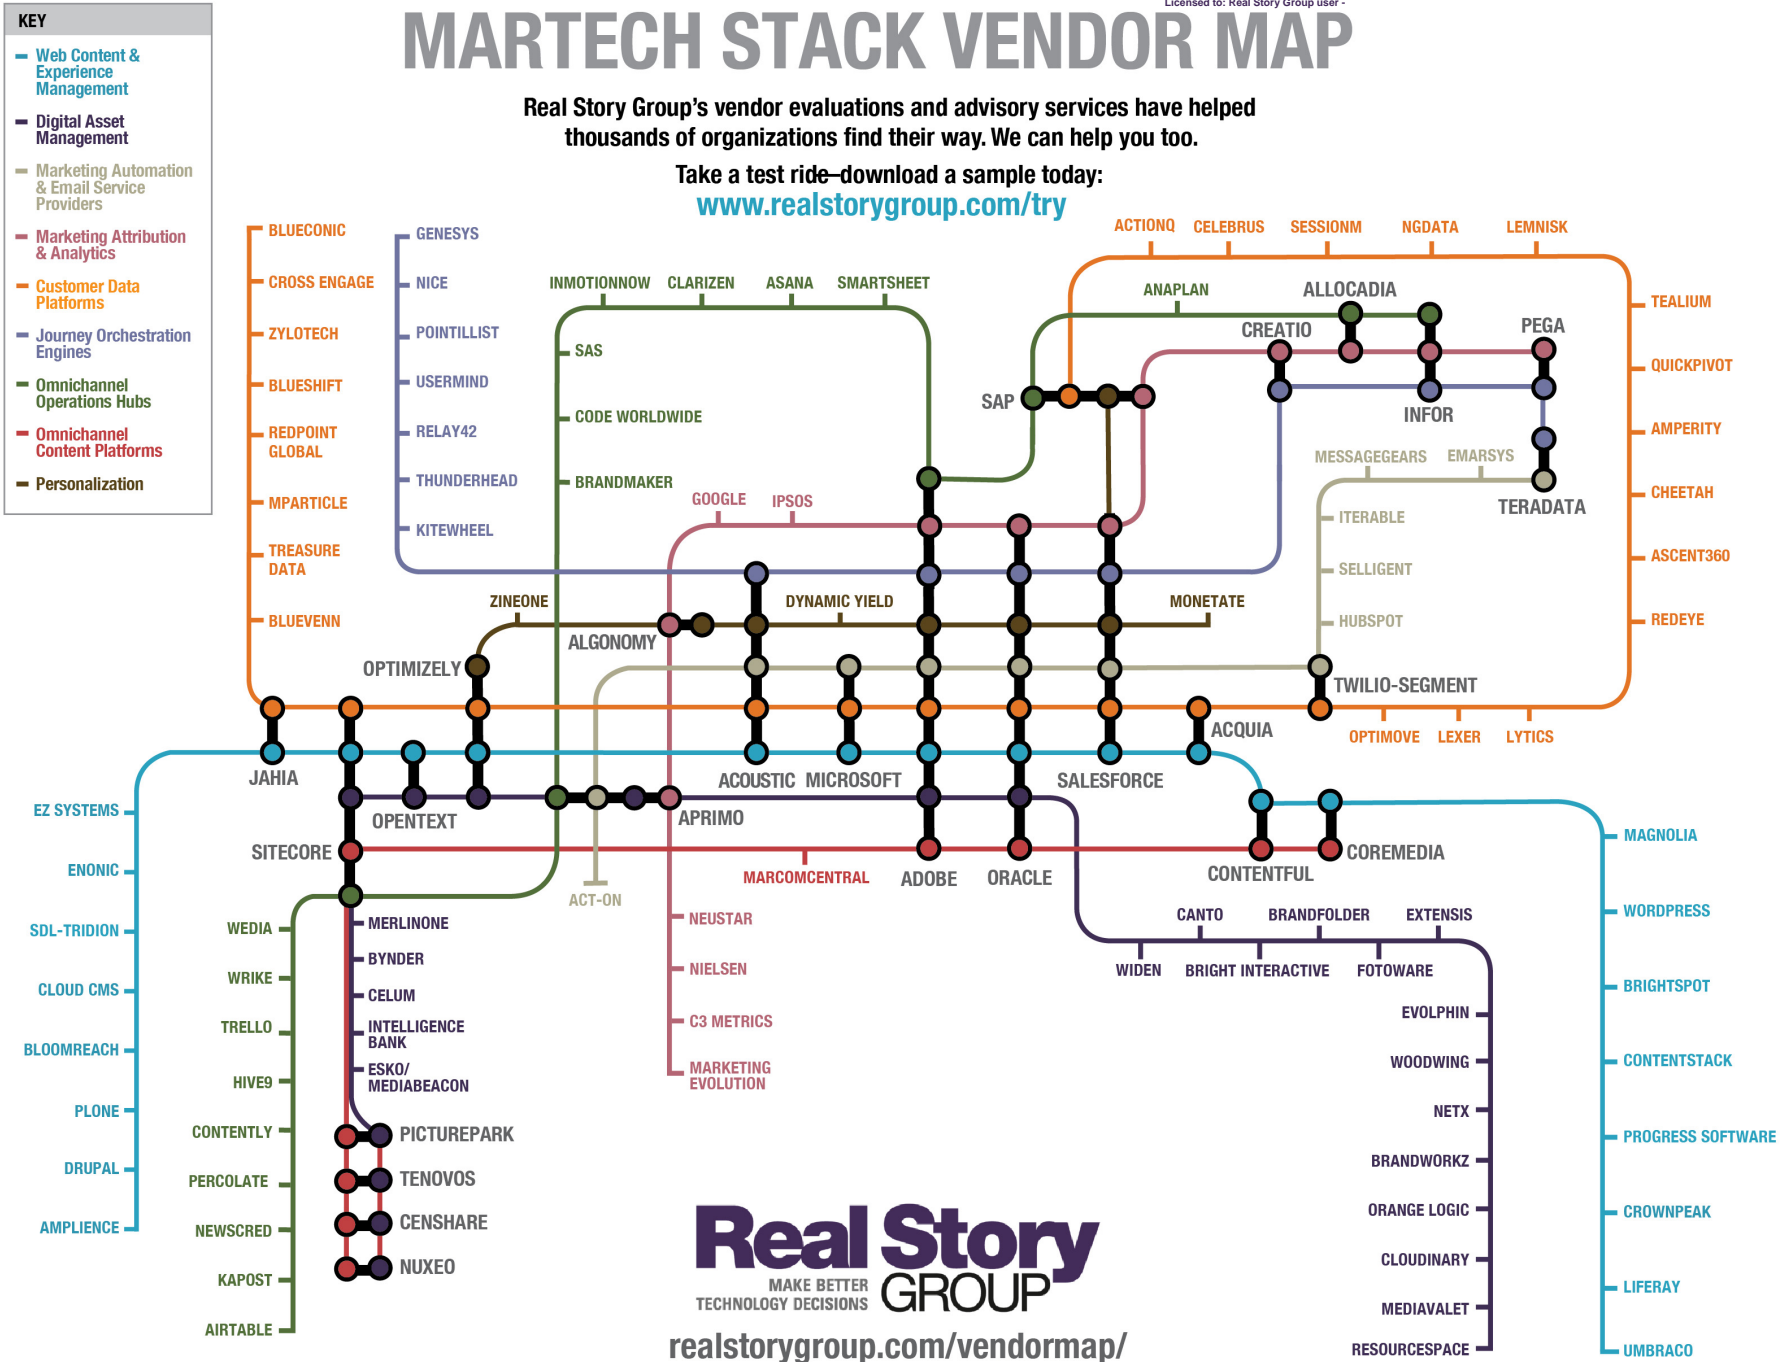 Licensed to: Real Story Group user -
MARTECH STACK VENDOR MAP
Real Story Group's vendor evaluations and advisory services have helped
thousands of organizations find their way. We can help you too.
Take a test ride–download a sample today:
www.realstorygroup.com/try
KEY
Web Content &
Experience
Management
Digital Asset
Management
Marketing Automation
& Email Service
Providers
Marketing Attribution
& Analytics
Customer Data
Platforms
Journey Orchestration
Engines
Omnichannel
Operations Hubs
Omnichannel
Content Platforms
Personalization
BLUECONIC
CROSS ENGAGE
ZYLOTECH
BLUESHIFT
REDPOINT
GLOBAL
MPARTICLE
TREASURE
DATA
BLUEVENN
GENESYS
NICE
POINTILLIST
USERMIND
RELAY42
THUNDERHEAD
KITEWHEEL
INMOTIONNOW
CLARIZEN
ASANA
SMARTSHEET
SAS
CODE WORLDWIDE
BRANDMAKER
GOOGLE
IPSOS
ZINEONE
DYNAMIC YIELD
MONETATE
ALGONOMY
OPTIMIZELY
ACTIONQ
CELEBRUS
SESSIONM
NGDATA
LEMNISK
ANAPLAN
ALLOCADIA
CREATIO
PEGA
SAP
INFOR
MESSAGEGEARS
EMARSYS
TERADATA
ITERABLE
SELLIGENT
HUBSPOT
TWILIO-SEGMENT
TEALIUM
QUICKPIVOT
AMPERITY
CHEETAH
ASCENT360
REDEYE
OPTIMOVE
LEXER
LYTICS
ACQUIA
JAHIA
ACOUSTIC
MICROSOFT
SALESFORCE
OPENTEXT
APRIMO
SITECORE
MARCOMCENTRAL
ADOBE
ORACLE
CONTENTFUL
COREMEDIA
ACT-ON
EZ SYSTEMS
ENONIC
SDL-TRIDION
CLOUD CMS
BLOOMREACH
PLONE
DRUPAL
AMPLIENCE
WEDIA
WRIKE
TRELLO
HIVE9
CONTENTLY
PERCOLATE
NEWSCRED
KAPOST
AIRTABLE
MERLINONE
BYNDER
CELUM
INTELLIGENCE
BANK
ESKO/
MEDIABEACON
PICTUREPARK
TENOVOS
CENSHARE
NUXEO
NEUSTAR
NIELSEN
C3 METRICS
MARKETING
EVOLUTION
CANTO
BRANDFOLDER
EXTENSIS
WIDEN
BRIGHT INTERACTIVE
FOTOWARE
EVOLPHIN
WOODWING
NETX
BRANDWORKZ
ORANGE LOGIC
CLOUDINARY
MEDIAVALET
RESOURCESPACE
MAGNOLIA
WORDPRESS
BRIGHTSPOT
CONTENTSTACK
PROGRESS SOFTWARE
CROWNPEAK
LIFERAY
UMBRACO
Real Story
MAKE BETTER
TECHNOLOGY DECISIONS
GROUP
realstorygroup.com/vendormap/